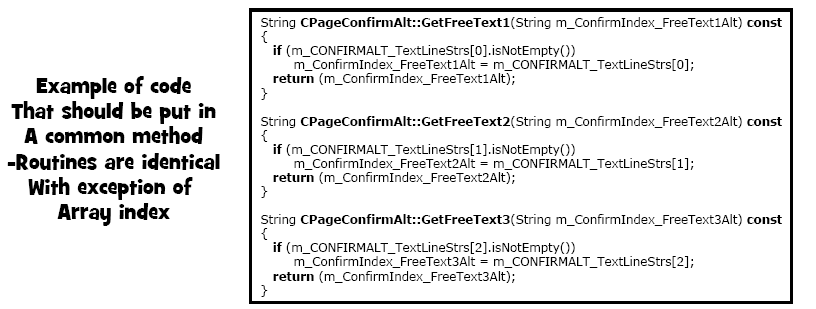 Example of code
That should be put in
A common method
-Routines are identical
With exception of
Array index
String CPageConfirmAlt::GetFreeText1(String m_ConfirmIndex_FreeText1Alt) const
{
if (m_CONFIRMALT_TextLineStrs[0].isNotEmpty())
m_ConfirmIndex_FreeText1Alt = m_CONFIRMALT_TextLineStrs[0];
return (m_ConfirmIndex_FreeText1Alt);
}
String CPageConfirmAlt::GetFreeText2(String m_ConfirmIndex_FreeText2Alt) const
{
if (m_CONFIRMALT_TextLineStrs[1].isNotEmpty())
m_ConfirmIndex_FreeText2Alt = m_CONFIRMALT_TextLineStrs[1];
return (m_ConfirmIndex_FreeText2Alt);
}
String CPageConfirmAlt::GetFreeText3(String m_ConfirmIndex_FreeText3Alt) const
{
if (m_CONFIRMALT_TextLineStrs[2].isNotEmpty())
m_ConfirmIndex_FreeText3Alt = m_CONFIRMALT_TextLineStrs[2];
return (m_ConfirmIndex_FreeText3Alt);
}